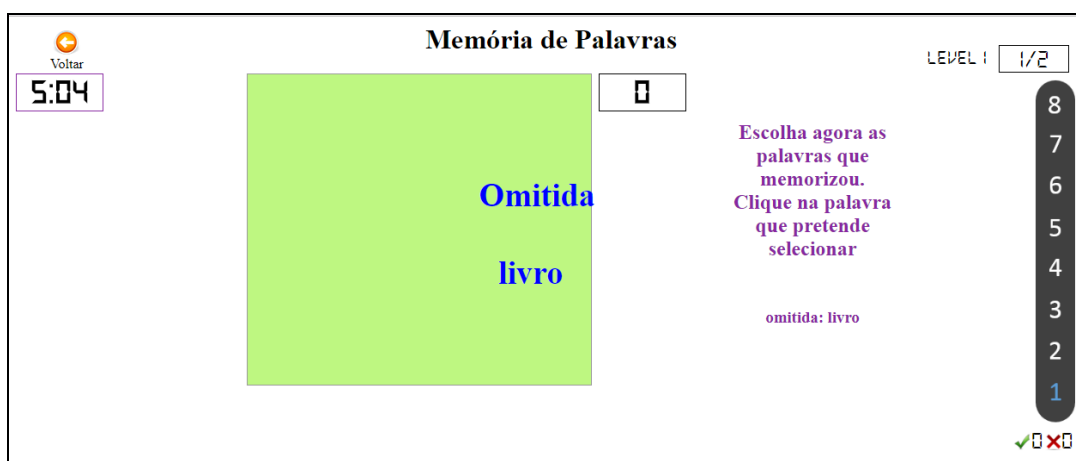 Memória de Palavras
Voltar
LEVEL 1 1/2
5:04
0
Omitida
livro
Escolha agora as
palavras que
memorizou.
Clique na palavra
que pretende
selecionar
omitida: livro
8
7
6
5
4
3
2
1
0 0